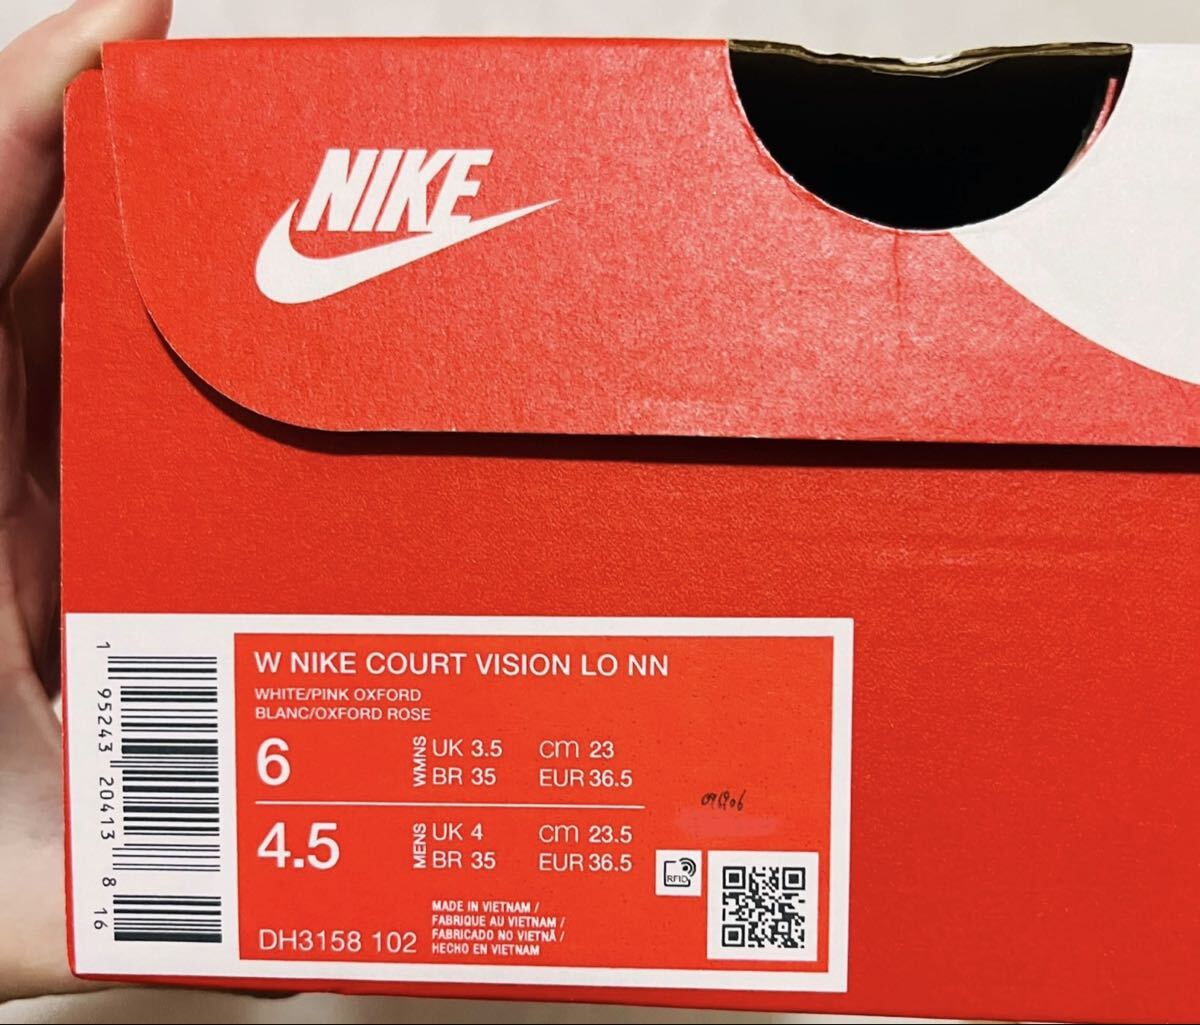 NIKE
W NIKE COURT VISION LO NN
WHITE/PINK OXFORD
BLANC/OXFORD ROSE
6 WMNS UK 3.5 cm 23
BR 35 EUR 36.5
4.5 MENS UK 4 cm 23.5
BR 35 EUR 36.5
MADE IN VIETNAM /
FABRIQUE AU VIETNAM /
FABRICADO NO VIETNÃ /
HECHO EN VIETNAM
DH3158 102
RFID
1 95243 20413 8 16